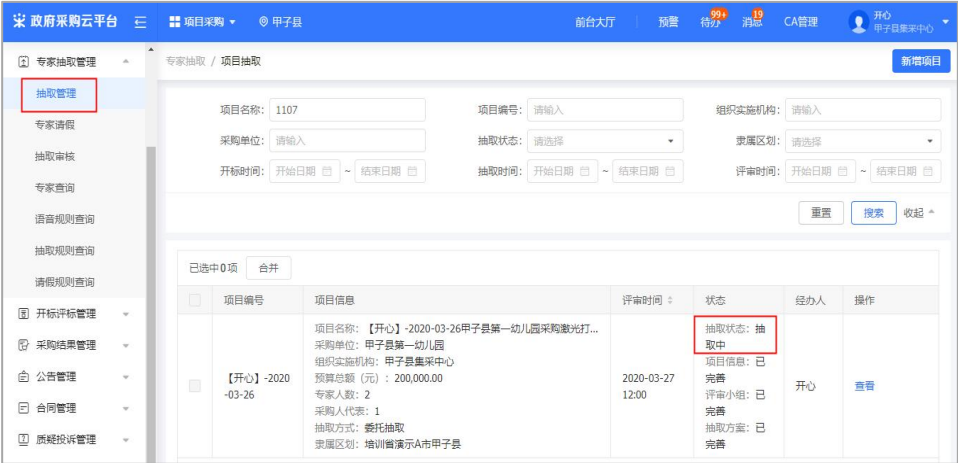 政府采购云平台
项目采购
甲子县
前台大厅
预警
待办
99+
消息
19
CA管理
开心
甲子县集采中心
专家抽取管理
抽取管理
专家请假
抽取审核
专家查询
语音规则查询
抽取规则查询
请假规则查询
开标评标管理
采购结果管理
公告管理
合同管理
质疑投诉管理
专家抽取 / 项目抽取
新增项目
项目名称： 1107
项目编号： 请输入
组织实施机构： 请输入
采购单位： 请输入
抽取状态： 请选择
隶属区划： 请选择
开标时间： 开始日期 ~ 结束日期
抽取时间： 开始日期 ~ 结束日期
评审时间： 开始日期 ~ 结束日期
重置
搜索
收起
已选中0项
合并
项目编号
项目信息
评审时间
状态
经办人
操作
【开心】-2020
-03-26
项目名称：【开心】-2020-03-26甲子县第一幼儿园采购激光打...
采购单位：甲子县第一幼儿园
组织实施机构：甲子县集采中心
预算总额（元）：200,000.00
专家人数：2
采购人代表：1
抽取方式：委托抽取
隶属区划：培训省演示A市甲子县
2020-03-27
12:00
抽取状态：抽
取中
项目信息：已
完善
评审小组：已
完善
抽取方案：已
完善
开心
查看